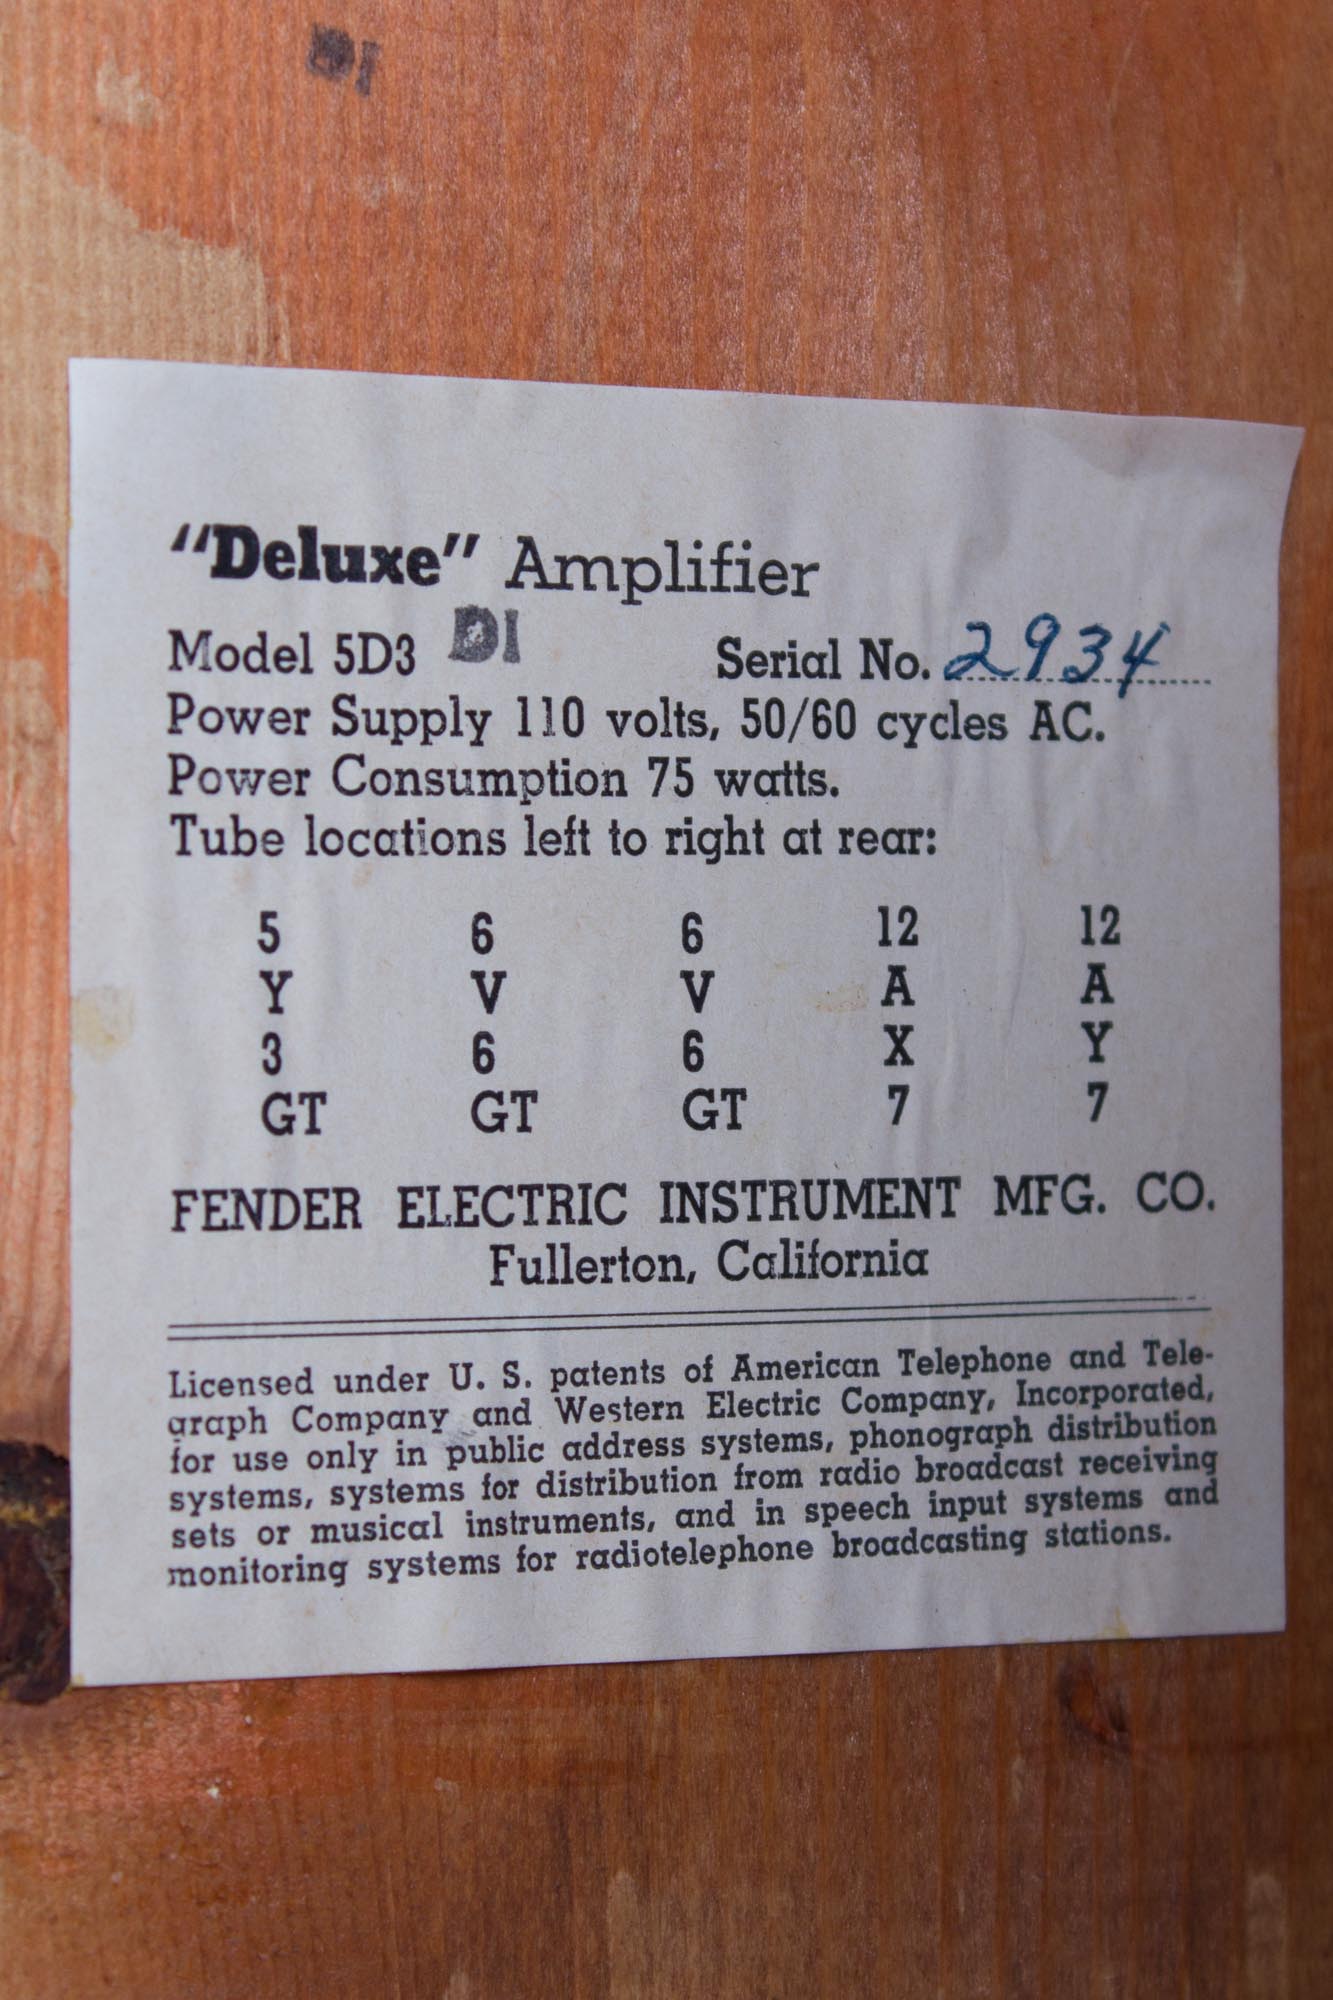 DI
"Deluxe" Amplifier
Model 5D3 DI Serial No. 2934
Power Supply 110 volts, 50/60 cycles AC.
Power Consumption 75 watts.
Tube locations left to right at rear:
5 6 6 12 12
Y V V A A
3 6 6 X Y
GT GT GT 7 7
FENDER ELECTRIC INSTRUMENT MFG. CO.
Fullerton, California
Licensed under U. S. patents of American Telephone and Tele-
graph Company and Western Electric Company, Incorporated,
for use only in public address systems, phonograph distribution
systems, systems for distribution from radio broadcast receiving
sets or musical instruments, and in speech input systems and
monitoring systems for radiotelephone broadcasting stations.